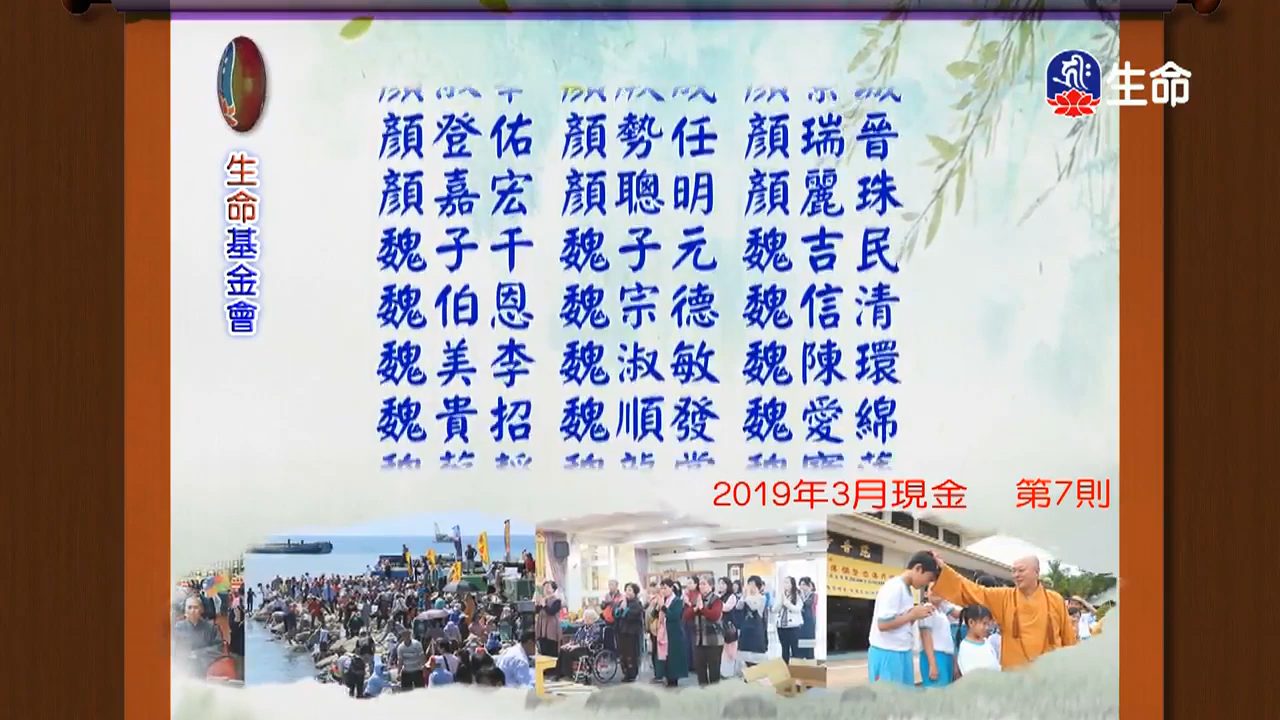 生命
生命基金會
顏登佑 顏勢任 顏瑞晉
顏嘉宏 顏聰明 顏麗珠
魏子千 魏子元 魏吉民
魏伯恩 魏宗德 魏信清
魏美李 魏淑敏 魏陳環
魏貴招 魏順發 魏愛綿
2019年3月現金 第7則